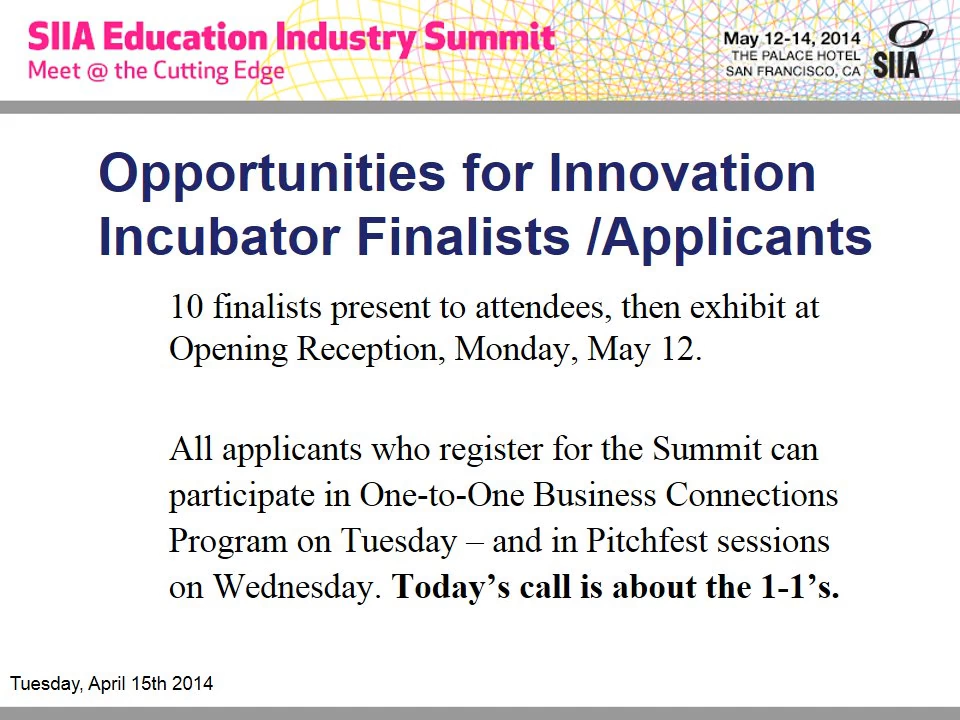 SIIA Education Industry Summit
Meet @ the Cutting Edge
May 12-14, 2014
THE PALACE HOTEL
SAN FRANCISCO, CA
SIIA
Opportunities for Innovation
Incubator Finalists /Applicants
10 finalists present to attendees, then exhibit at
Opening Reception, Monday, May 12.
All applicants who register for the Summit can
participate in One-to-One Business Connections
Program on Tuesday – and in Pitchfest sessions
on Wednesday. Today’s call is about the 1-1’s.
Tuesday, April 15th 2014